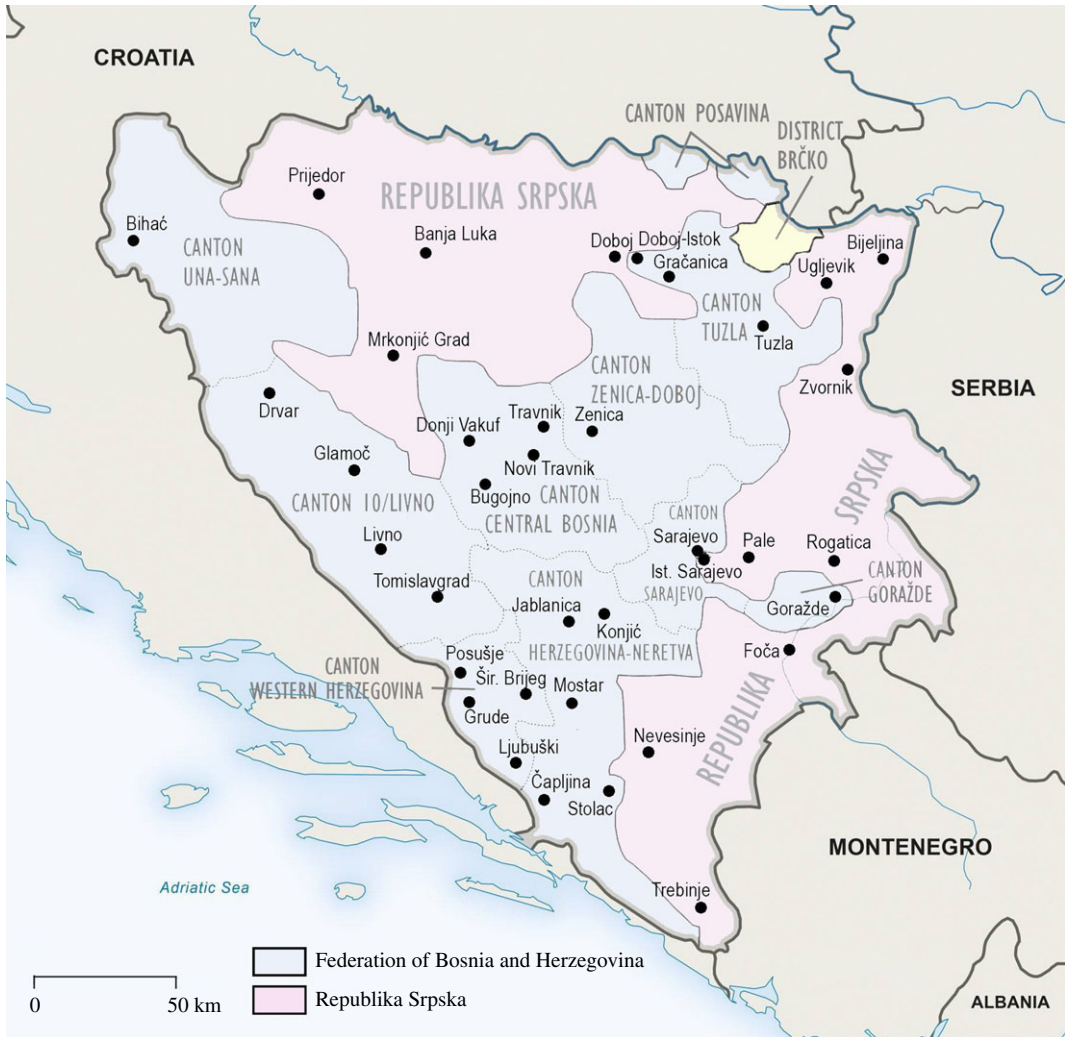 CROATIA
CANTON POSAVINA
DISTRICT
BRČKO
Prijedor
REPUBLIKA SRPSKA
Bihać
CANTON
UNA-SANA
Banja Luka
Doboj
Doboj-Istok
Gračanica
Bijeljina
Ugljevik
CANTON
TUZLA
Tuzla
Mrkonjić Grad
CANTON
ZENICA-DOBOJ
Zvornik
SERBIA
Drvar
Donji Vakuf
Travnik
Zenica
Glamoč
Novi Travnik
Bugojno
CANTON
CENTRAL BOSNIA
CANTON 10/LIVNO
SRPSKA
Livno
CANTON
Sarajevo
Ist. Sarajevo
SARAJEVO
Pale
Rogatica
CANTON
GORAŽDE
Tomislavgrad
CANTON
Jablanica
Konjić
HERZEGOVINA-NERETVA
Goražde
Foča
CANTON
WESTERN HERZEGOVINA
Posušje
Šir. Brijeg
Mostar
Grude
REPUBLIKA
Nevesinje
Ljubuški
Čapljina
Stolac
MONTENEGRO
Adriatic Sea
Trebinje
Federation of Bosnia and Herzegovina
Republika Srpska
0
50 km
ALBANIA